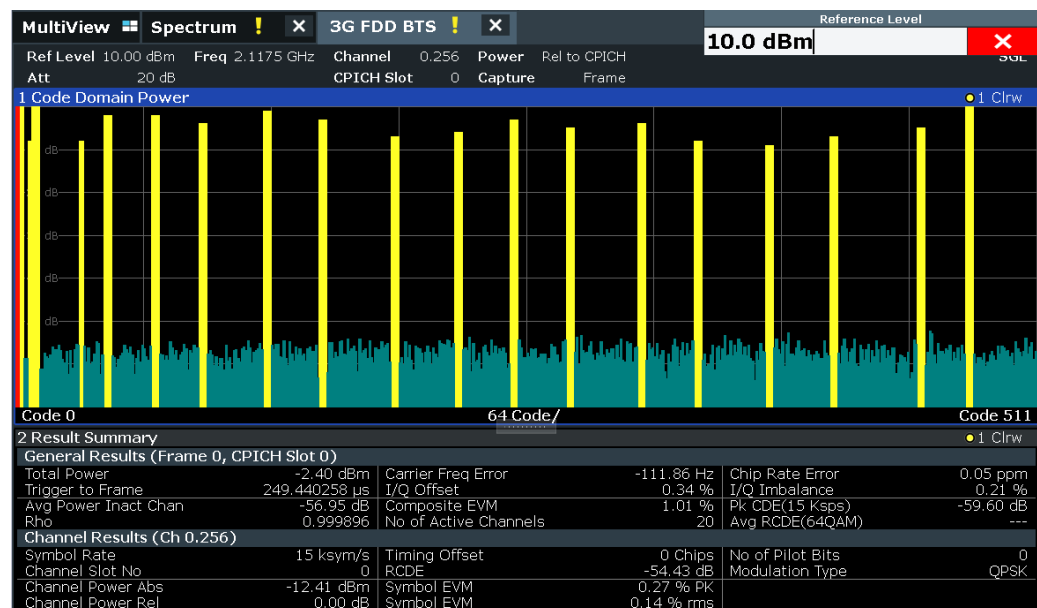 MultiView Spectrum ! X 3G FDD BTS ! X
Reference Level
10.0 dBm X
Ref Level 10.00 dBm Freq 2.1175 GHz Channel 0.256 Power Rel to CPICH
SGL
Att 20 dB CPICH Slot 0 Capture Frame
1 Code Domain Power 1 Clrw
dB
dB
dB
dB
dB
Code 0 64 Code/ Code 511
2 Result Summary 1 Clrw
General Results (Frame 0, CPICH Slot 0)
Total Power -2.40 dBm Carrier Freq Error -111.86 Hz Chip Rate Error 0.05 ppm
Trigger to Frame 249.440258 µs I/Q Offset 0.34 % I/Q Imbalance 0.21 %
Avg Power Inact Chan -56.95 dB Composite EVM 1.01 % Pk CDE(15 Ksps) -59.60 dB
Rho 0.999896 No of Active Channels 20 Avg RCDE(64QAM) ---
Channel Results (Ch 0.256)
Symbol Rate 15 ksym/s Timing Offset 0 Chips No of Pilot Bits 0
Channel Slot No 0 RCDE -54.43 dB Modulation Type QPSK
Channel Power Abs -12.41 dBm Symbol EVM 0.27 % PK
Channel Power Rel 0.00 dB Symbol EVM 0.14 % rms